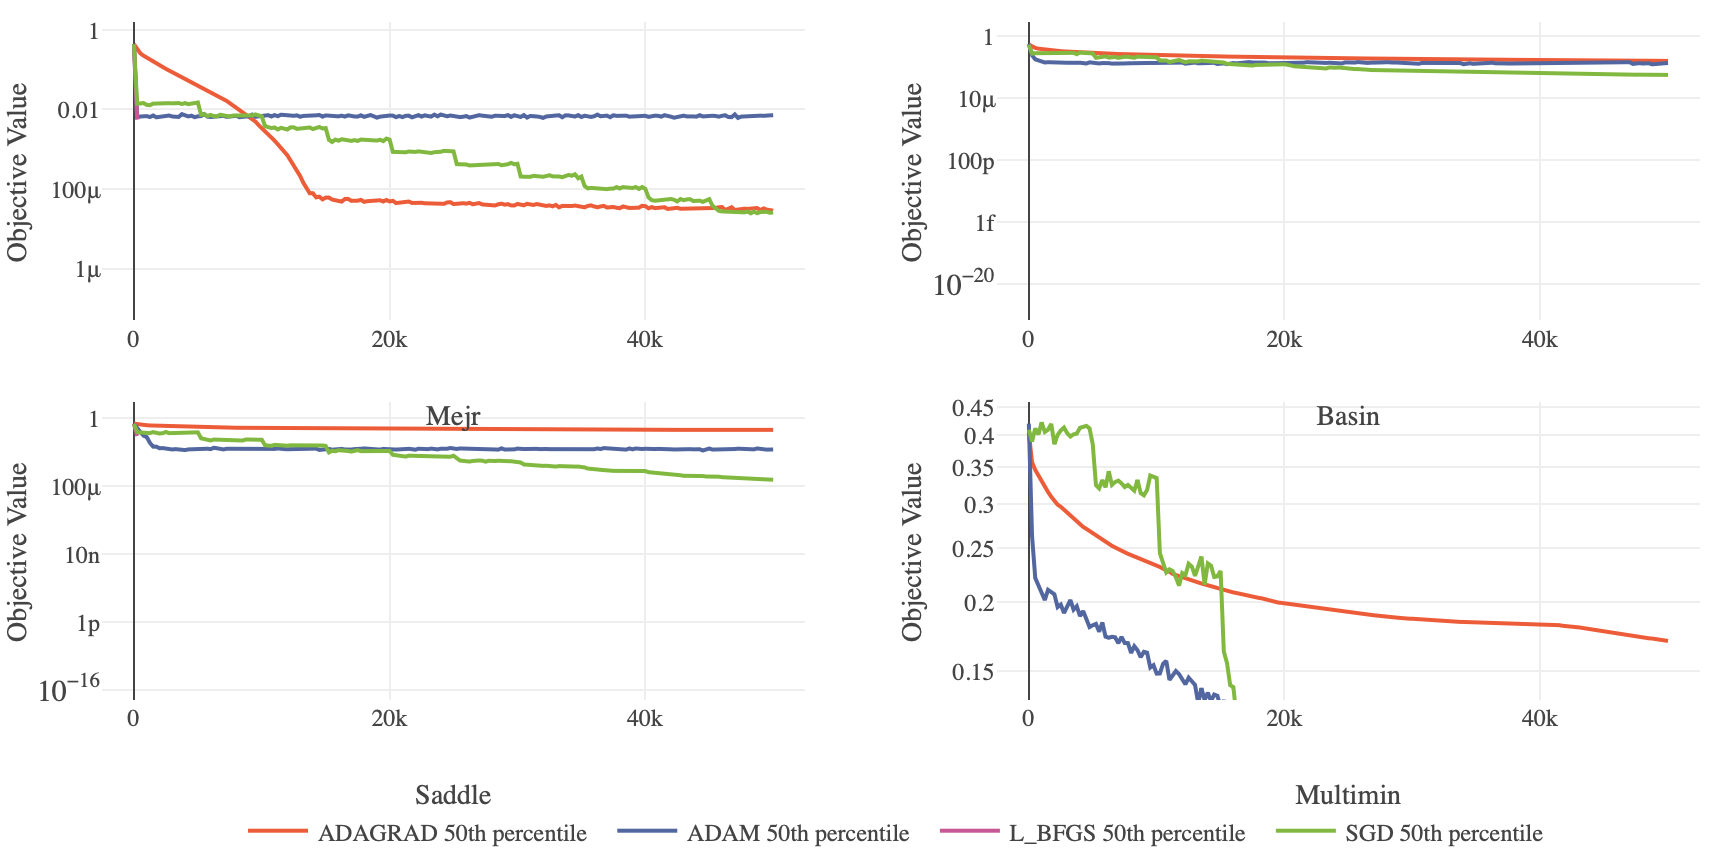 Objective Value
1
0.01
100μ
1μ
0
20k
40k
Mejr
Objective Value
1
10μ
100p
1f
10⁻²⁰
0
20k
40k
Basin
Objective Value
1
100μ
10n
1p
10⁻¹⁶
0
20k
40k
Saddle
Objective Value
0.45
0.4
0.35
0.3
0.25
0.2
0.15
0
20k
40k
Multimin
ADAGRAD 50th percentile
ADAM 50th percentile
L_BFGS 50th percentile
SGD 50th percentile